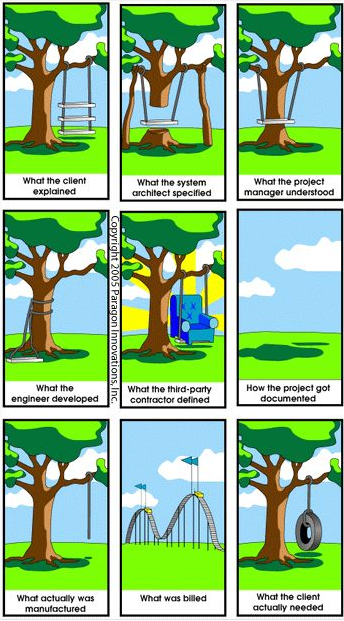 What the client
explained
What the system
architect specified
What the project
manager understood
Copyright 2005 Paragon Innovations, Inc.
What the
engineer developed
What the third-party
contractor defined
How the project got
documented
What actually was
manufactured
What was billed
What the client
actually needed